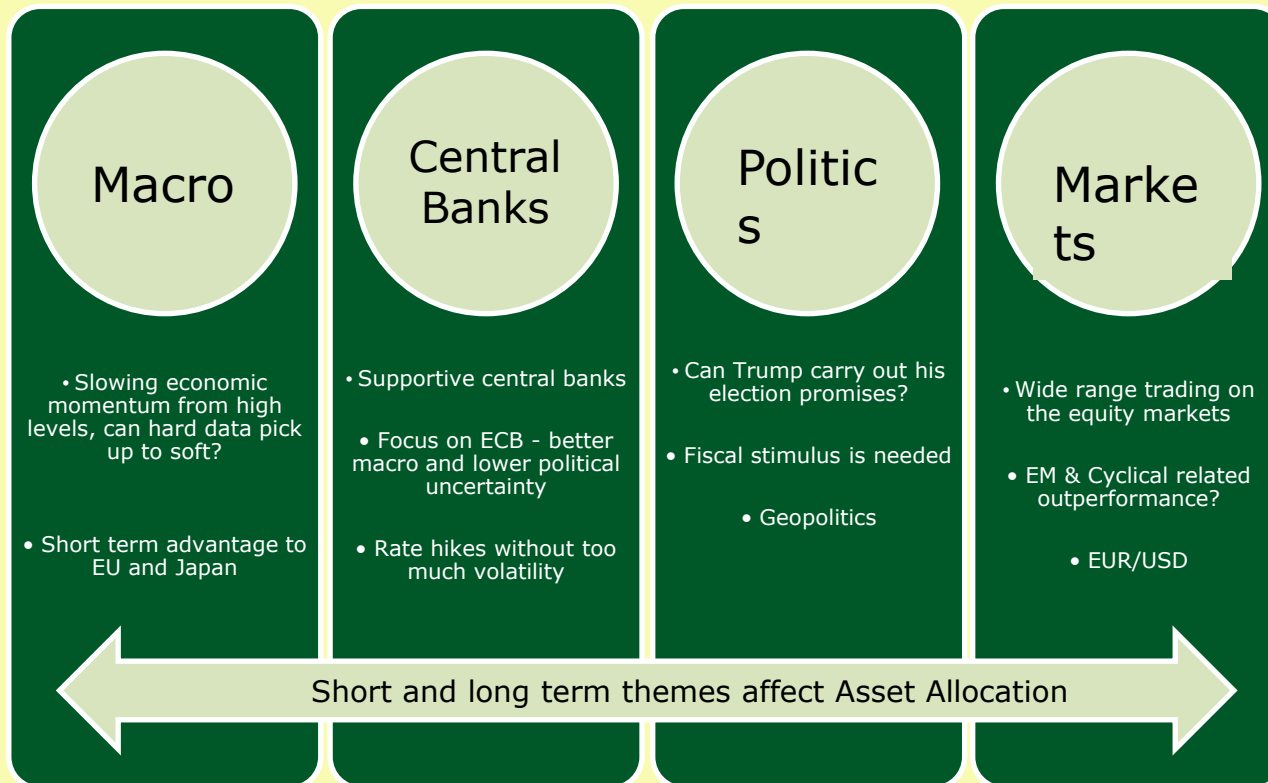 Macro
• Slowing economic
momentum from high
levels, can hard data pick
up to soft?
• Short term advantage to
EU and Japan
Central
Banks
• Supportive central banks
• Focus on ECB - better
macro and lower political
uncertainty
• Rate hikes without too
much volatility
Politic
s
• Can Trump carry out his
election promises?
• Fiscal stimulus is needed
• Geopolitics
Marke
ts
• Wide range trading on
the equity markets
• EM & Cyclical related
outperformance?
• EUR/USD
Short and long term themes affect Asset Allocation